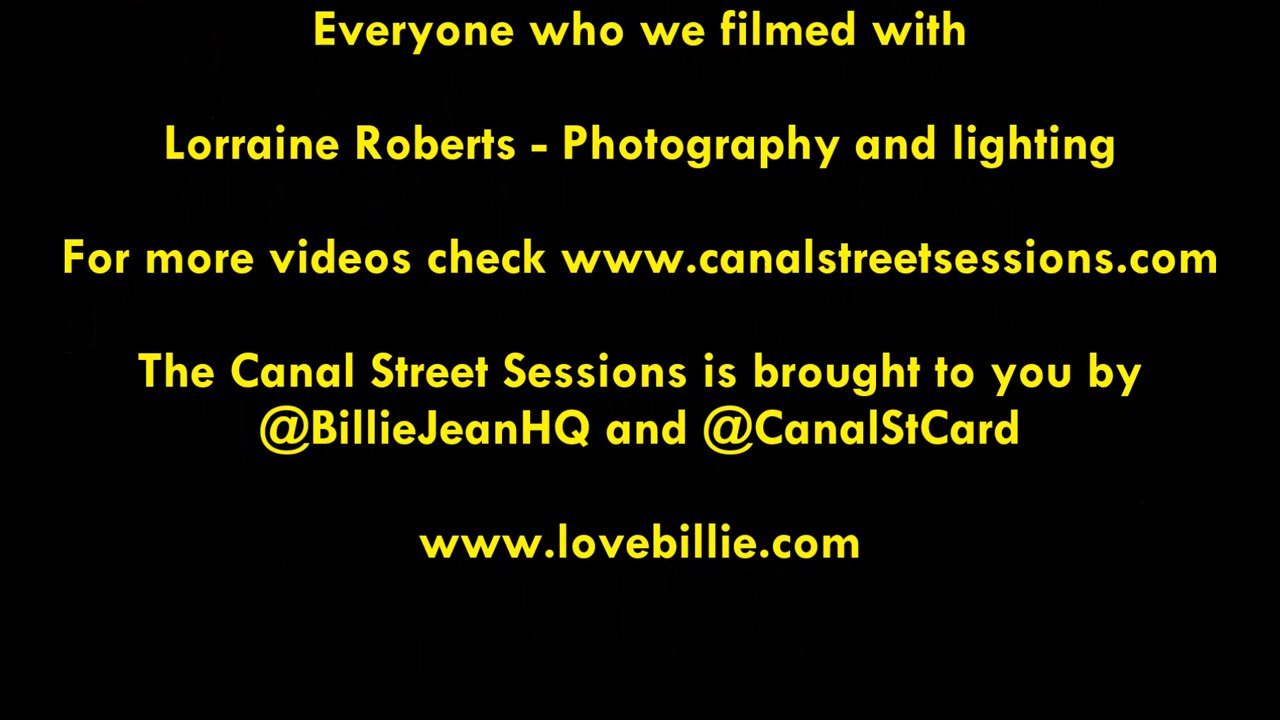 Everyone who we filmed with
Lorraine Roberts - Photography and lighting
For more videos check www.canalstreetsessions.com
The Canal Street Sessions is brought to you by
@BillieJeanHQ and @CanalStCard
www.lovebillie.com